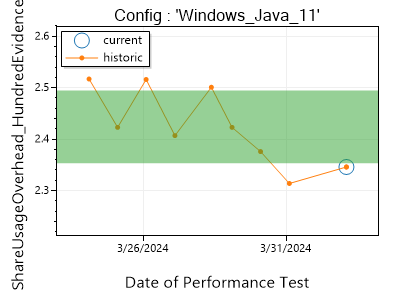 Config : 'Windows_Java_11'
ShareUsageOverhead_HundredEvidence
current
historic
2.6
2.5
2.4
2.3
3/26/2024
3/31/2024
Date of Performance Test